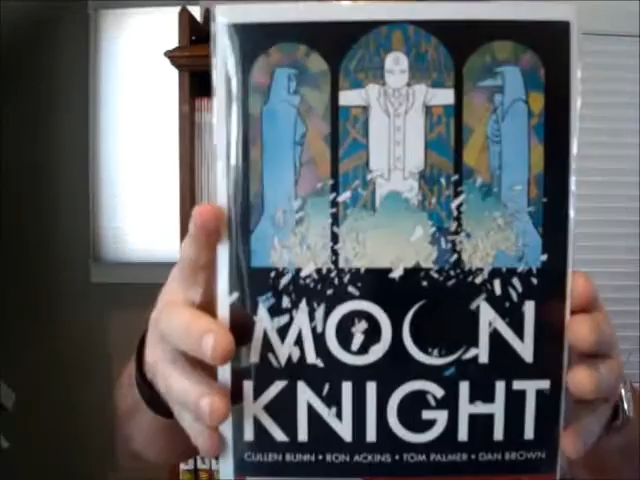 MOON
KNIGHT
CULLEN BUNN • RON ACKINS • TOM PALMER • DAN BROWN